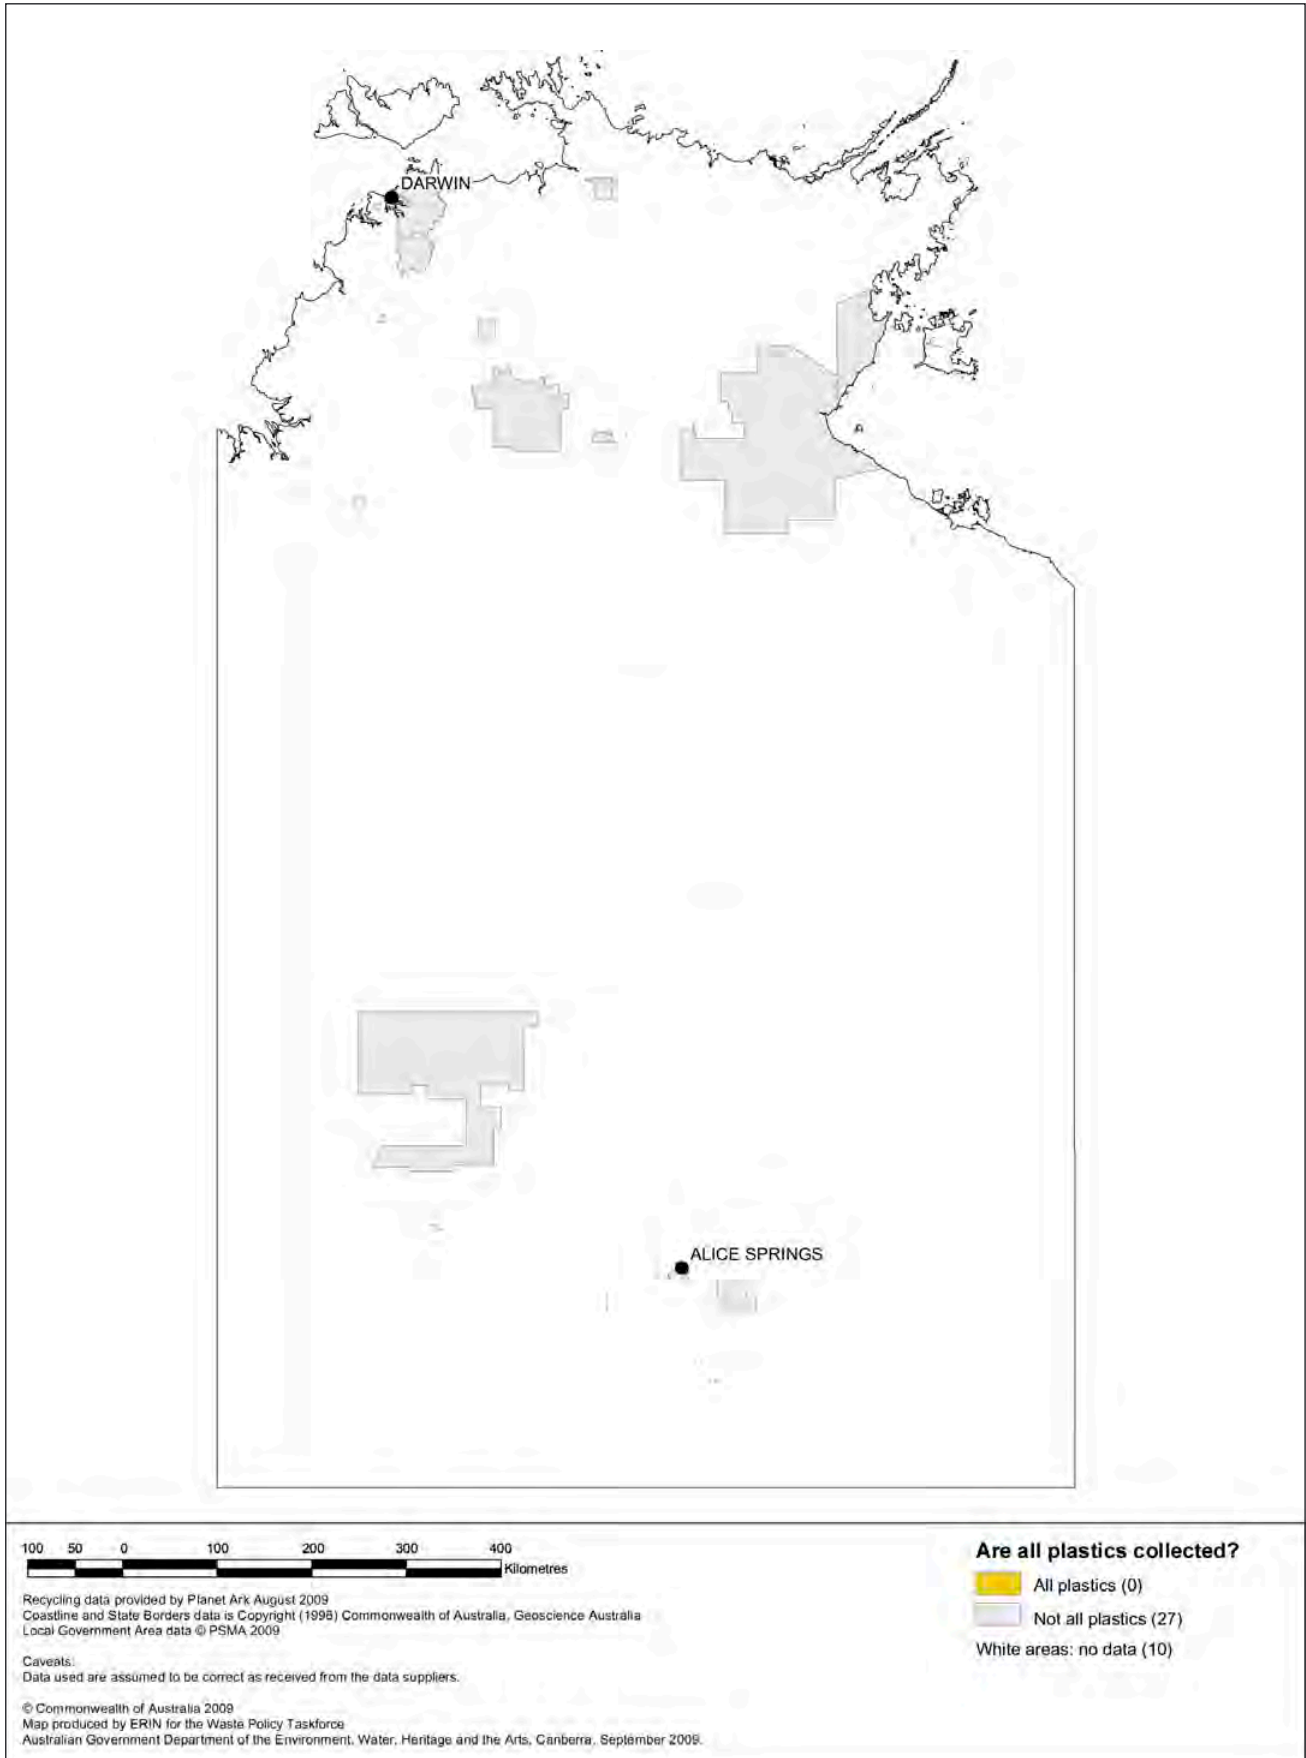 DARWIN
ALICE SPRINGS
100 50 0 100 200 300 400
Kilometres
Recycling data provided by Planet Ark August 2009
Coastline and State Borders data is Copyright (1998) Commonwealth of Australia, Geoscience Australia
Local Government Area data © PSMA 2009
Caveats:
Data used are assumed to be correct as received from the data suppliers.
© Commonwealth of Australia 2009
Map produced by ERIN for the Waste Policy Taskforce
Australian Government Department of the Environment, Water, Heritage and the Arts, Canberra, September 2009.
Are all plastics collected?
All plastics (0)
Not all plastics (27)
White areas: no data (10)